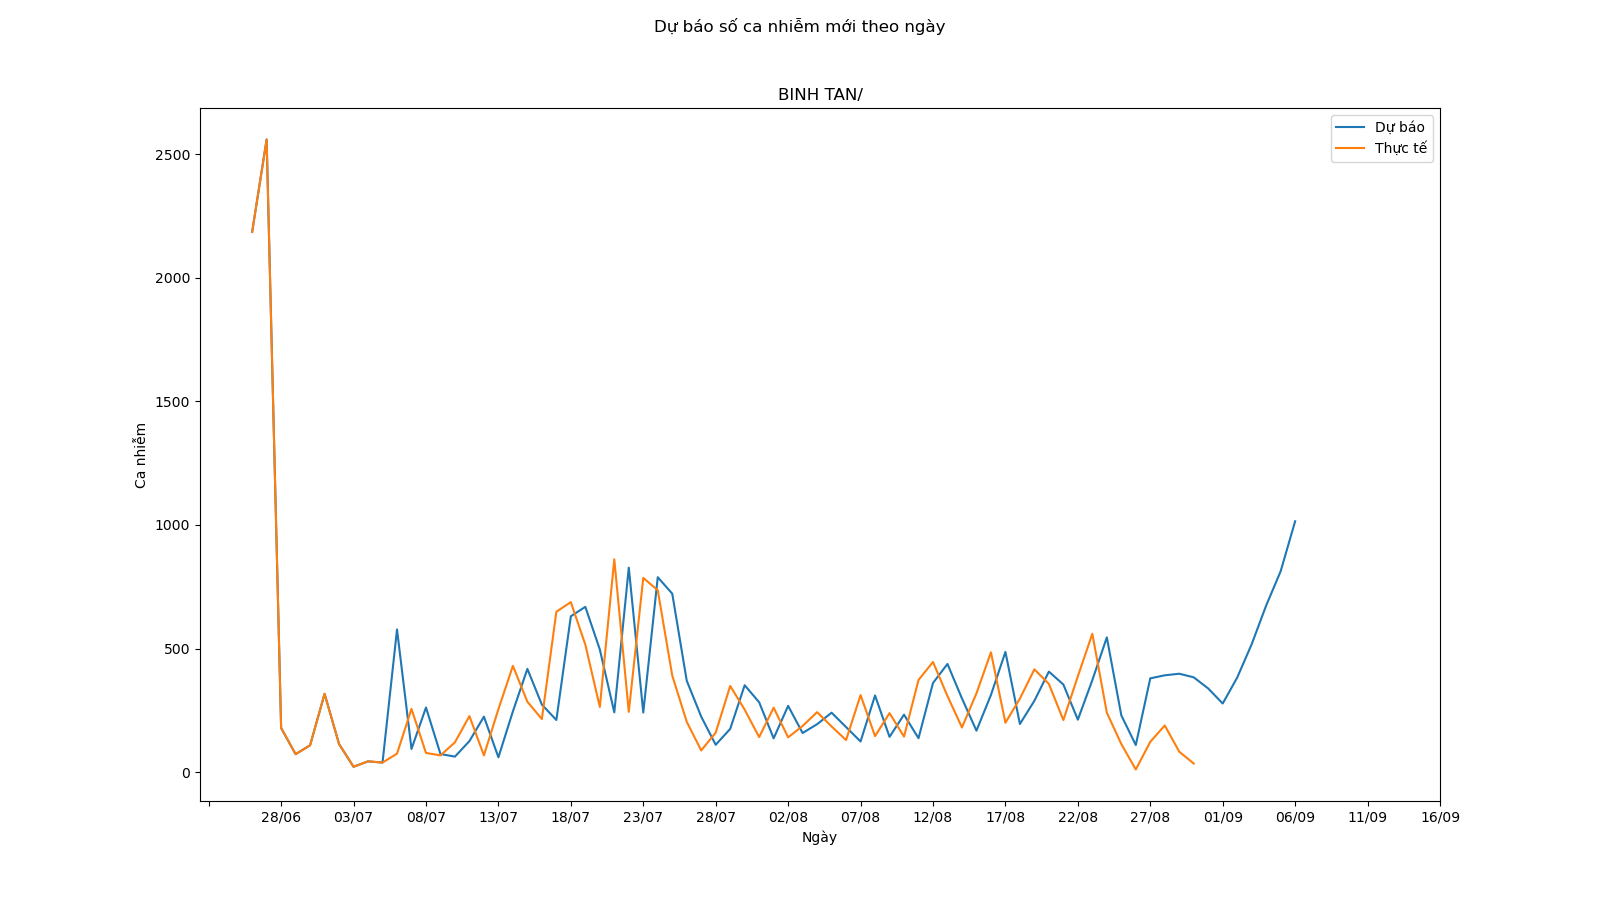 Dự báo số ca nhiễm mới theo ngày
BINH TAN/
Dự báo
Thực tế
2500
2000
1500
1000
500
0
Ca nhiễm
28/06 03/07 08/07 13/07 18/07 23/07 28/07 02/08 07/08 12/08 17/08 22/08 27/08 01/09 06/09 11/09 16/09
Ngày